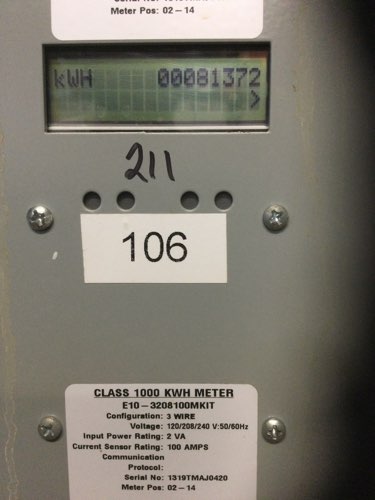 Meter Pos: 02-14
kWH 00081372
>
211
106
CLASS 1000 KWH METER
E10-3208100MKIT
Configuration: 3 WIRE
Voltage: 120/208/240 V:50/60Hz
Input Power Rating: 2 VA
Current Sensor Rating: 100 AMPS
Communication
Protocol:
Serial No: 1319TMAJ0420
Meter Pos: 02-14